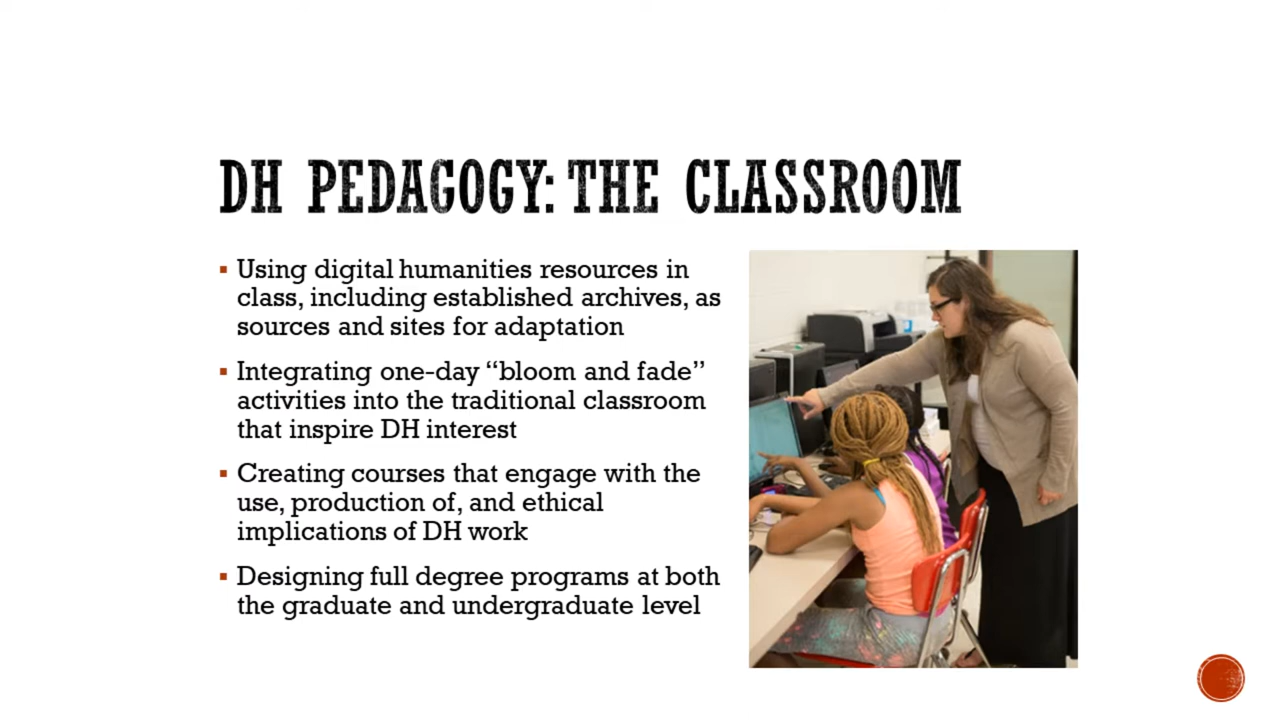 DH PEDAGOGY: THE CLASSROOM
▪ Using digital humanities resources in
class, including established archives, as
sources and sites for adaptation
▪ Integrating one-day “bloom and fade”
activities into the traditional classroom
that inspire DH interest
▪ Creating courses that engage with the
use, production of, and ethical
implications of DH work
▪ Designing full degree programs at both
the graduate and undergraduate level